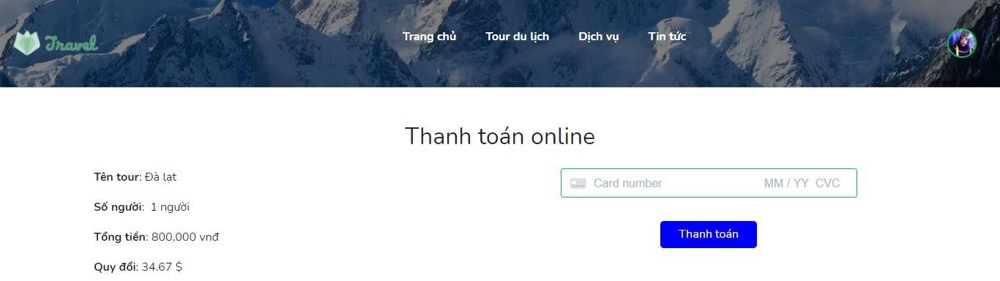 Travel
Trang chủ Tour du lịch Dịch vụ Tin tức
Thanh toán online
Tên tour: Đà lạt
Số người: 1 người
Tổng tiền: 800,000 vnđ
Quy đổi: 34.67 $
Card number MM / YY CVC
Thanh toán